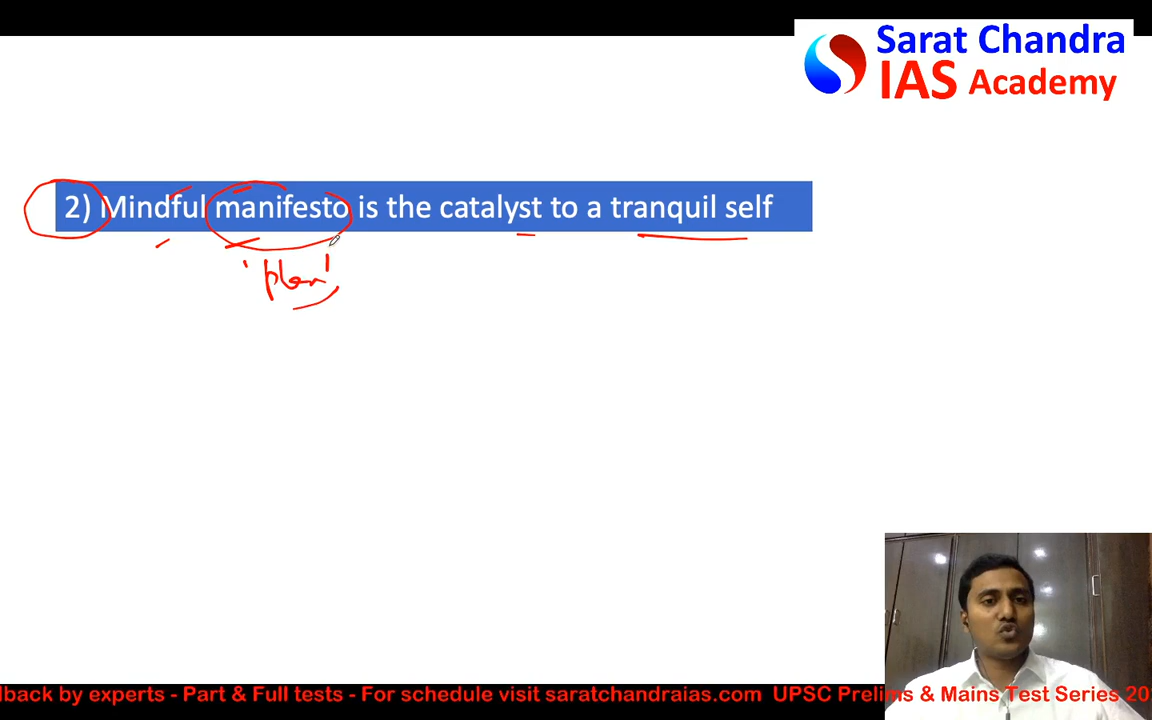 Sarat Chandra
IAS Academy
2) Mindful manifesto is the catalyst to a tranquil self
'plan'
lback by experts - Part & Full tests - For schedule visit saratchandraias.com UPSC Prelims & Mains Test Series 20